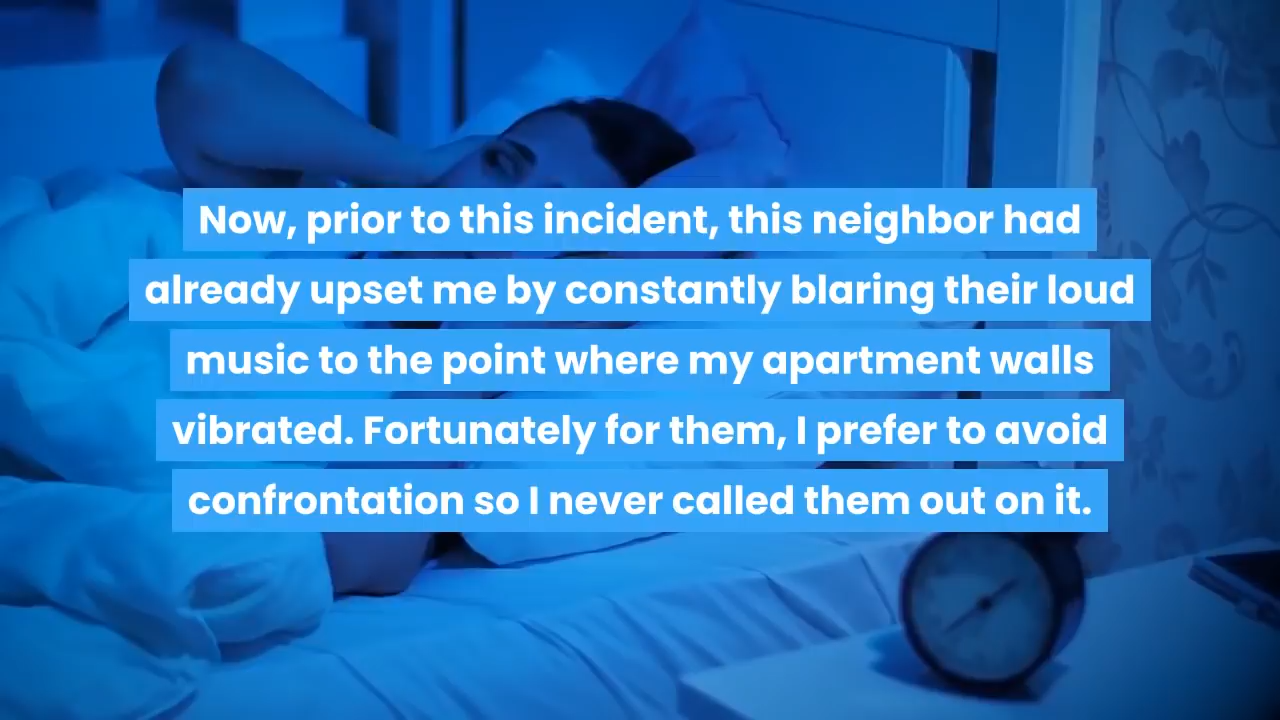 Now, prior to this incident, this neighbor had
already upset me by constantly blaring their loud
music to the point where my apartment walls
vibrated. Fortunately for them, I prefer to avoid
confrontation so I never called them out on it.